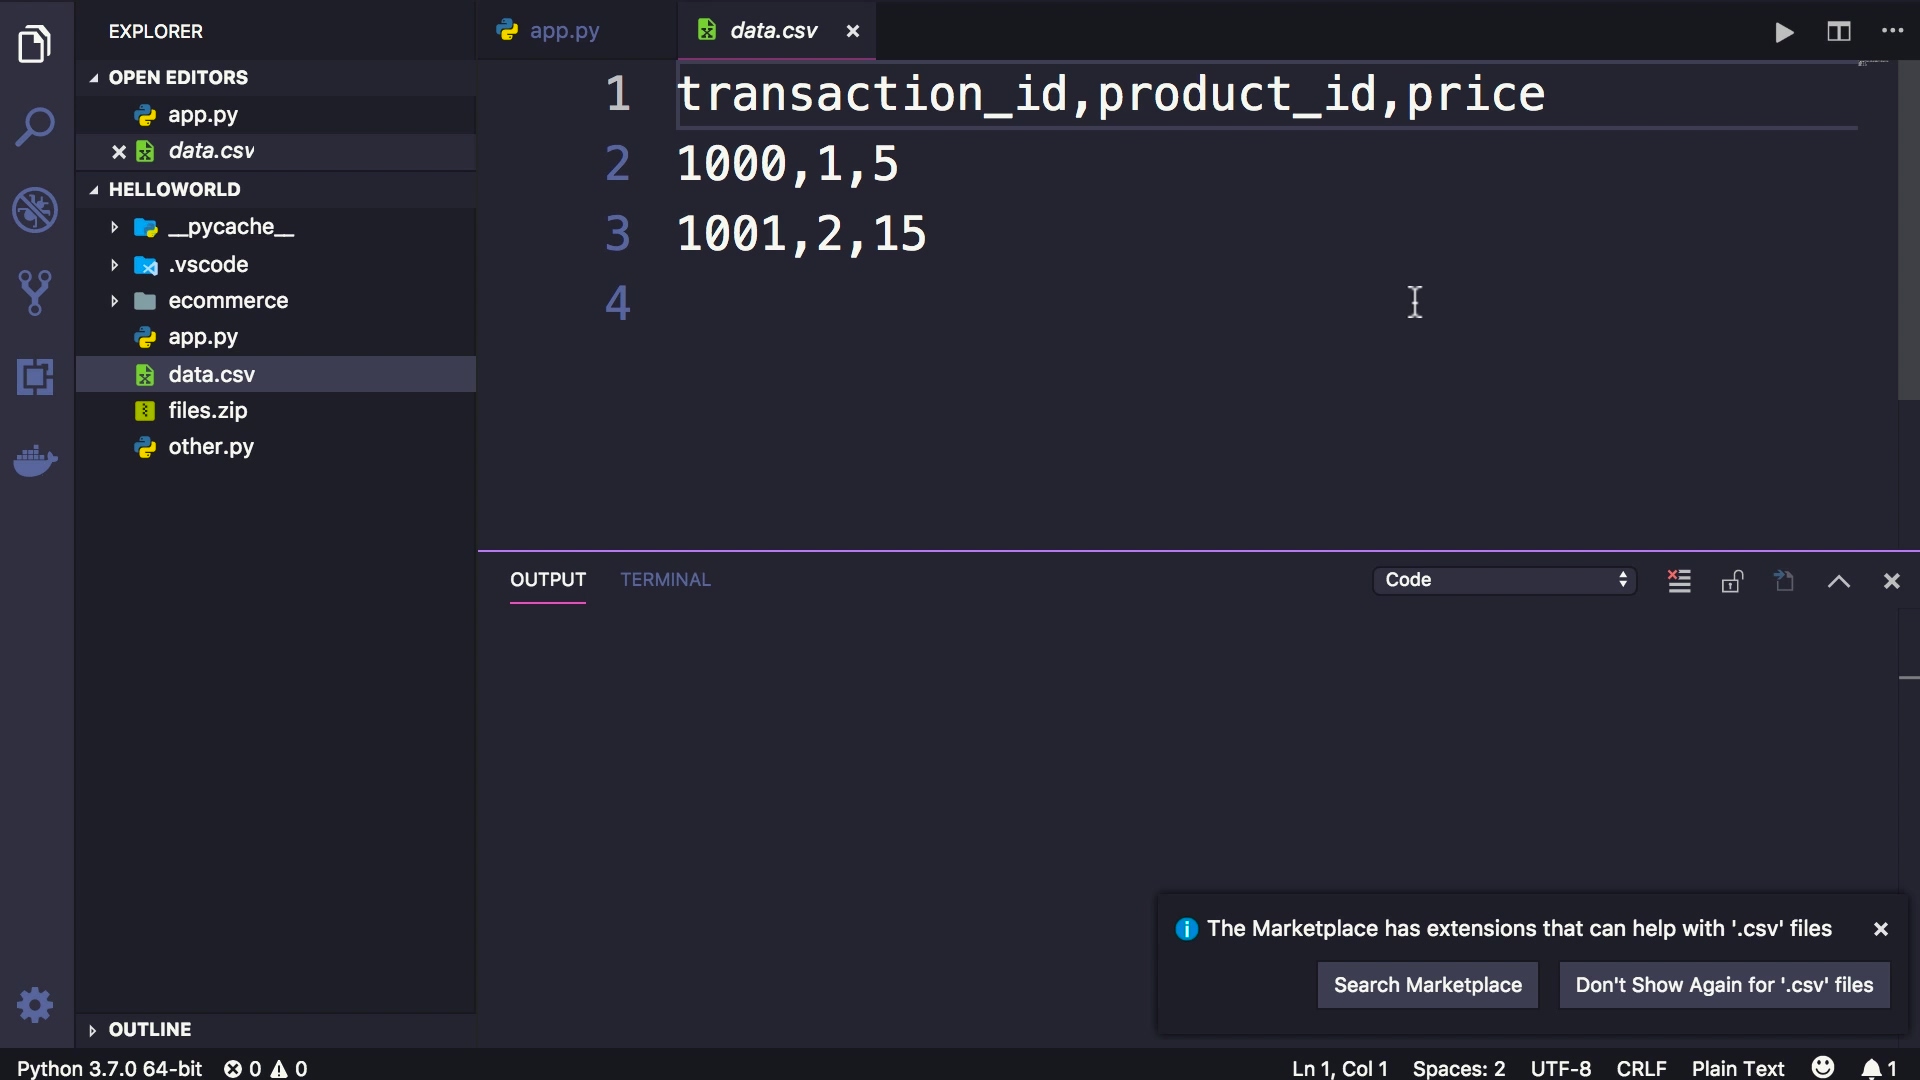 EXPLORER
OPEN EDITORS
app.py
data.csv
HELLOWORLD
__pycache__
.vscode
ecommerce
app.py
data.csv
files.zip
other.py
OUTLINE
app.py
data.csv
1 transaction_id,product_id,price
2 1000,1,5
3 1001,2,15
4
OUTPUT TERMINAL Code
The Marketplace has extensions that can help with '.csv' files
Search Marketplace Don't Show Again for '.csv' files
Python 3.7.0 64-bit 0 0 Ln 1, Col 1 Spaces: 2 UTF-8 CRLF Plain Text 1